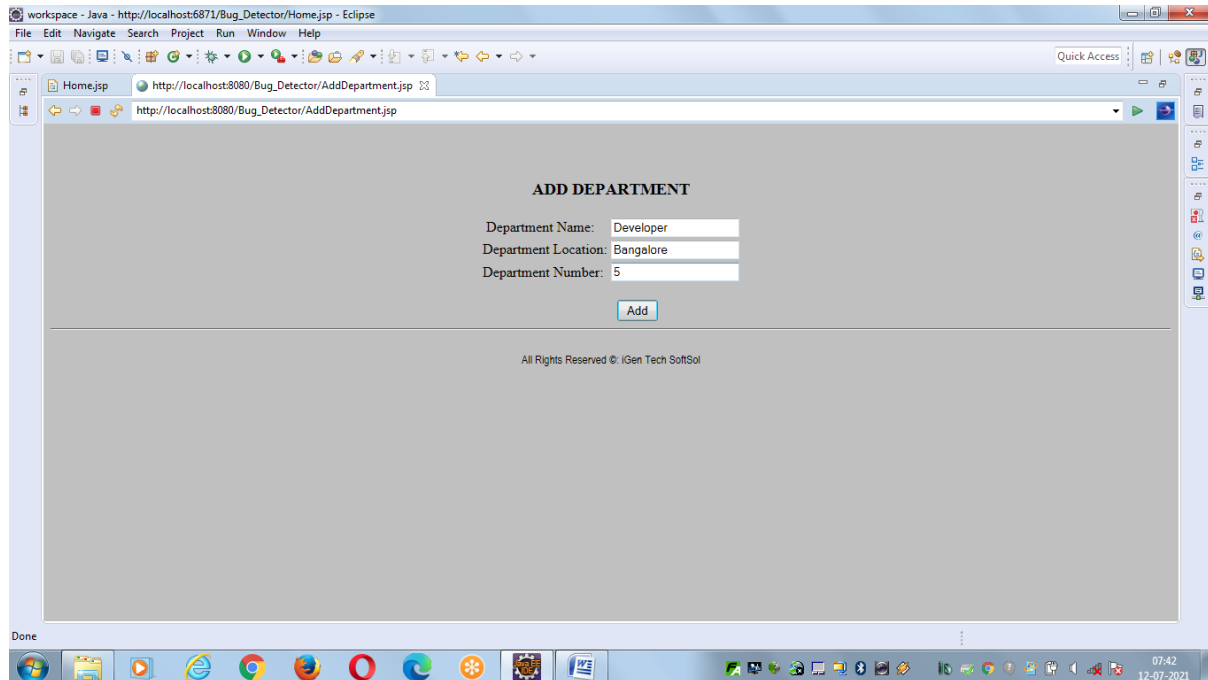 workspace - Java - http://localhost:6871/Bug_Detector/Home.jsp - Eclipse
File Edit Navigate Search Project Run Window Help
Quick Access
Home.jsp
http://localhost:8080/Bug_Detector/AddDepartment.jsp
http://localhost:8080/Bug_Detector/AddDepartment.jsp
ADD DEPARTMENT
Department Name: Developer
Department Location: Bangalore
Department Number: 5
Add
All Rights Reserved ©: iGen Tech SoftSol
Done
07:42
12-07-2021